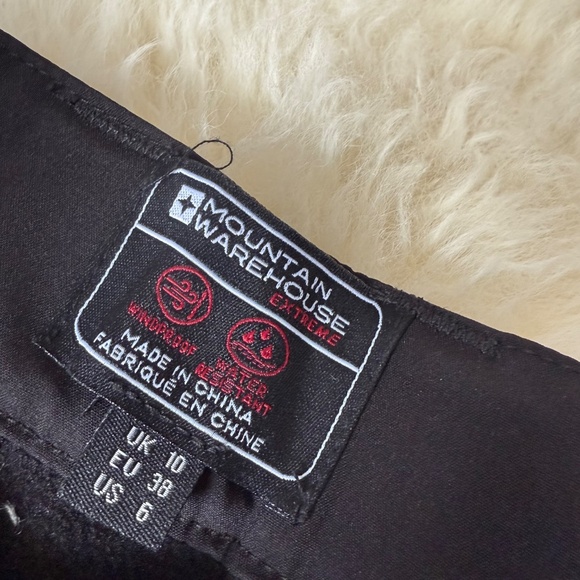 MOUNTAIN
WAREHOUSE
EXTREME
WINDPROOF
WATER
RESISTANT
MADE IN CHINA
FABRIQUÉ EN CHINE
UK 10
EU 38
US 6